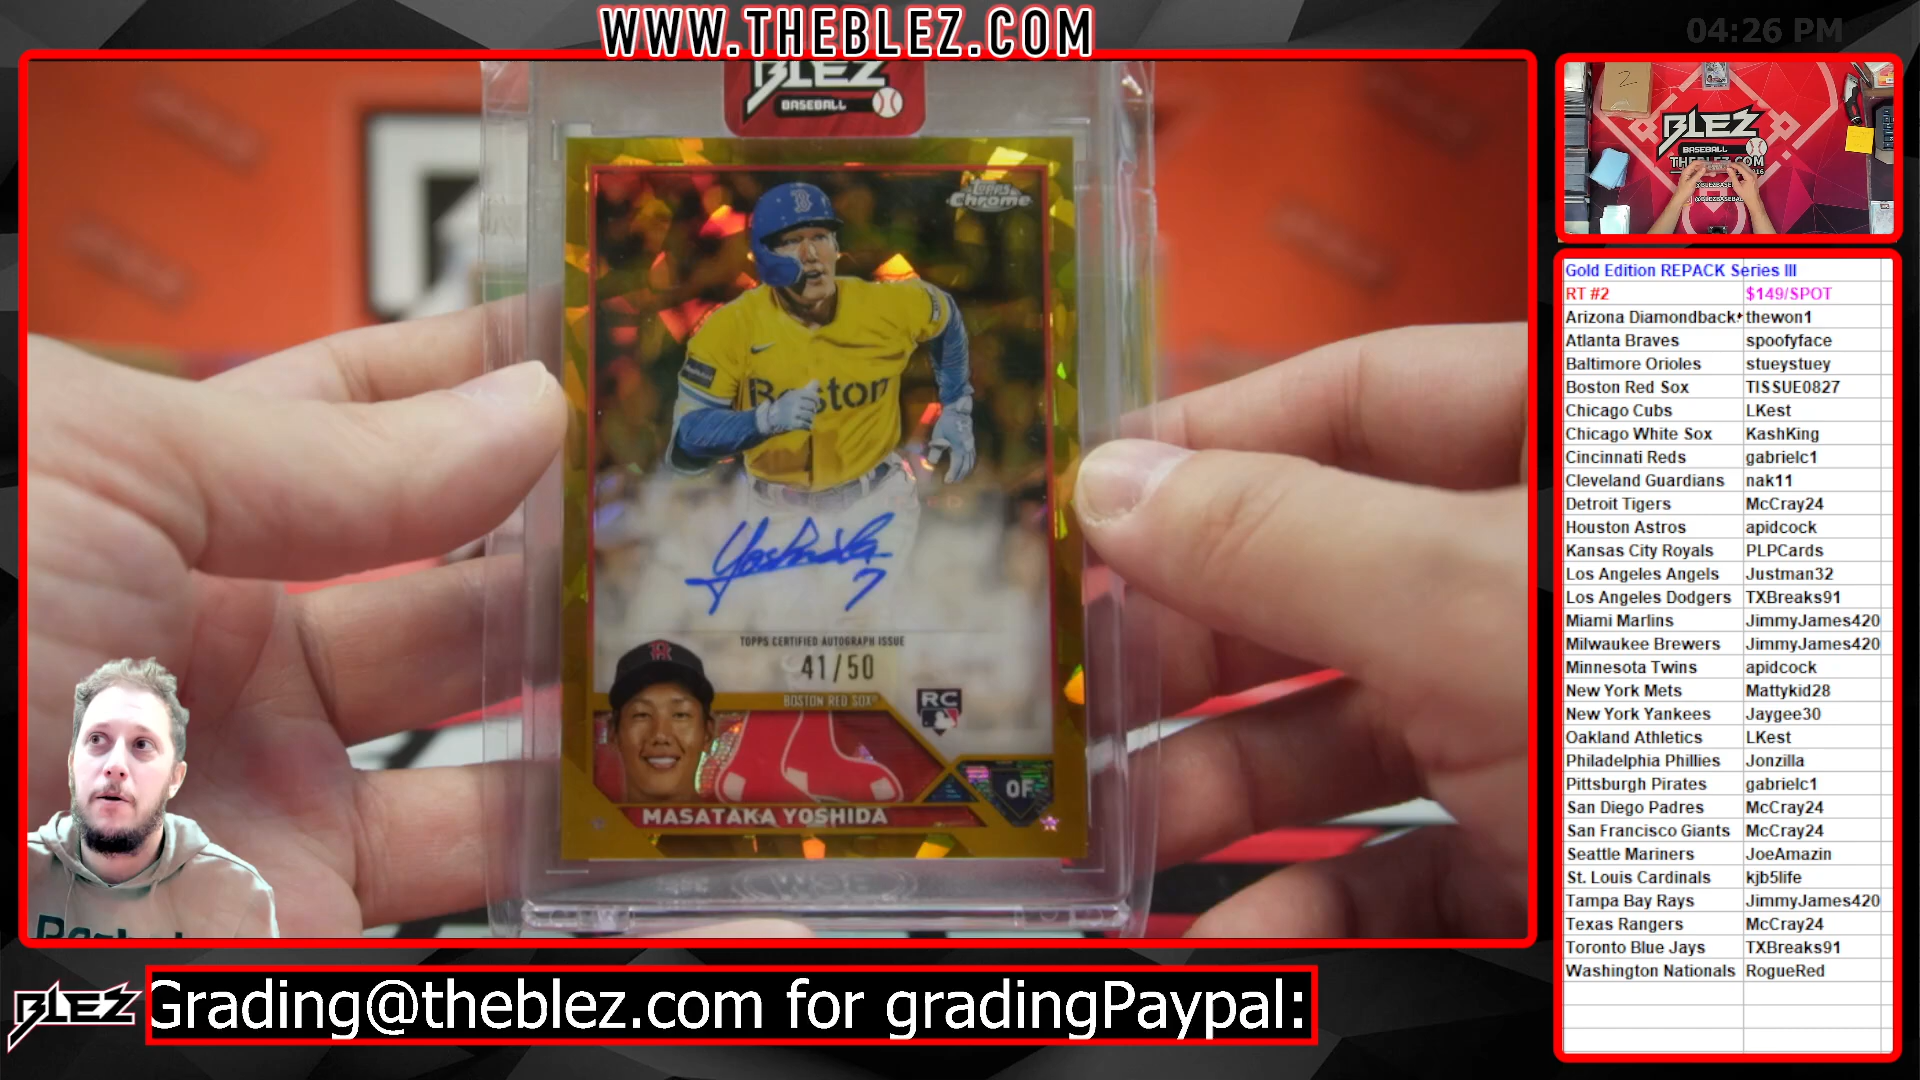 WWW.THEBLEZ.COM
04:26 PM
BLEZ
BASEBALL
Topps
Chrome
Boston
Yoshida
7
TOPPS CERTIFIED AUTOGRAPH ISSUE
41/50
BOSTON RED SOX
RC
OF
MASATAKA YOSHIDA
BLEZ
BASEBALL
THEBLEZ.COM
2
Gold Edition REPACK Series III
RT #2 $149/SPOT
Arizona Diamondback thewon1
Atlanta Braves spoofyface
Baltimore Orioles stueystuey
Boston Red Sox TISSUE0827
Chicago Cubs LKest
Chicago White Sox KashKing
Cincinnati Reds gabrielc1
Cleveland Guardians nak11
Detroit Tigers McCray24
Houston Astros apidcock
Kansas City Royals PLPCards
Los Angeles Angels Justman32
Los Angeles Dodgers TXBreaks91
Miami Marlins JimmyJames420
Milwaukee Brewers JimmyJames420
Minnesota Twins apidcock
New York Mets Mattykid28
New York Yankees Jaygee30
Oakland Athletics LKest
Philadelphia Phillies Jonzilla
Pittsburgh Pirates gabrielc1
San Diego Padres McCray24
San Francisco Giants McCray24
Seattle Mariners JoeAmazin
St. Louis Cardinals kjb5life
Tampa Bay Rays JimmyJames420
Texas Rangers McCray24
Toronto Blue Jays TXBreaks91
Washington Nationals RogueRed
BLEZ
Grading@theblez.com for gradingPaypal: